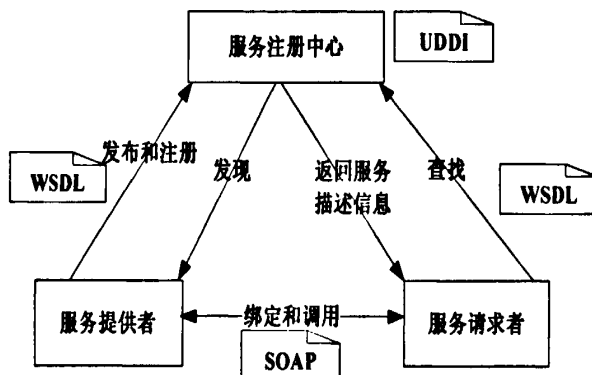 服务注册中心
UDDI
发布和注册
发现
返回服务
描述信息
查找
WSDL
WSDL
服务提供者
绑定和调用
服务请求者
SOAP